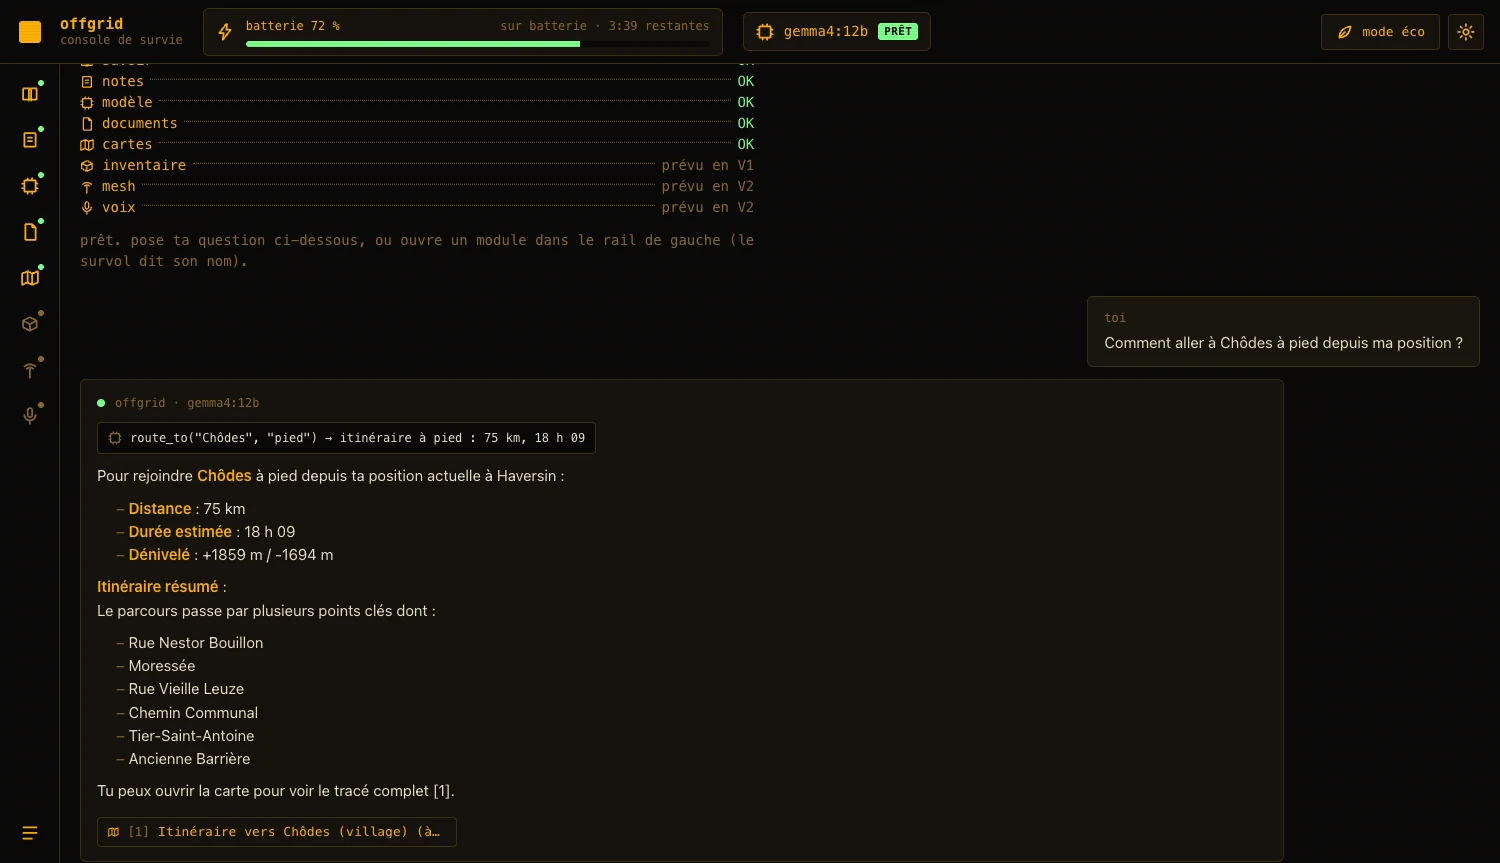 offgrid
console de survie
batterie 72 %
sur batterie · 3:39 restantes
gemma4:12b PRÊT
mode éco
notes OK
modèle OK
documents OK
cartes OK
inventaire prévu en V1
mesh prévu en V2
voix prévu en V2
prêt. pose ta question ci-dessous, ou ouvre un module dans le rail de gauche (le
survol dit son nom).
toi
Comment aller à Chôdes à pied depuis ma position ?
offgrid · gemma4:12b
route_to("Chôdes", "pied") → itinéraire à pied : 75 km, 18 h 09
Pour rejoindre Chôdes à pied depuis ta position actuelle à Haversin :
– Distance : 75 km
– Durée estimée : 18 h 09
– Dénivelé : +1859 m / -1694 m
Itinéraire résumé :
Le parcours passe par plusieurs points clés dont :
– Rue Nestor Bouillon
– Moressée
– Rue Vieille Leuze
– Chemin Communal
– Tier-Saint-Antoine
– Ancienne Barrière
Tu peux ouvrir la carte pour voir le tracé complet [1].
[1] Itinéraire vers Chôdes (village) (à…